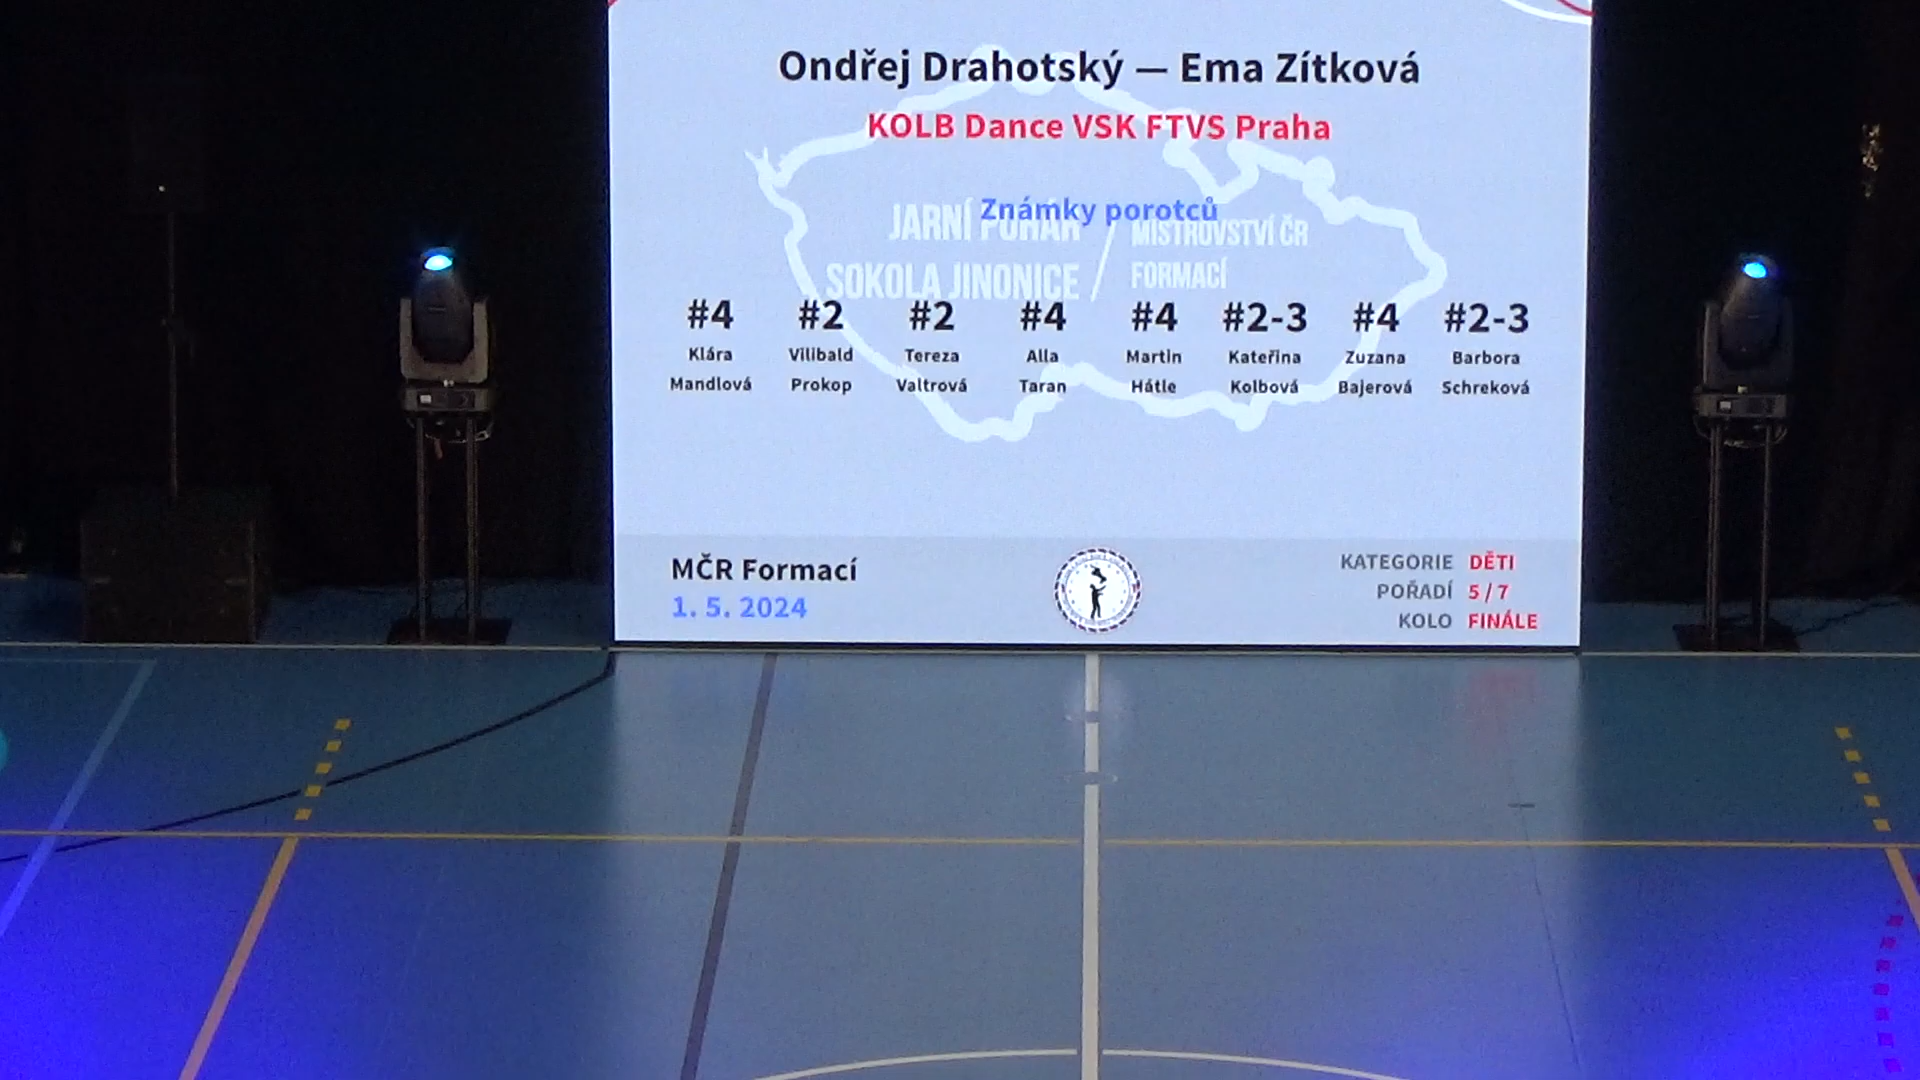 Ondřej Drahotský — Ema Zítková
KOLB Dance VSK FTVS Praha
Známky porotců
JARNÍ POHÁR / MISTROVSTVÍ ČR
SOKOLA JINONICE / FORMACÍ
#4 #2 #2 #4 #4 #2-3 #4 #2-3
Klára Vilibald Tereza Alla Martin Kateřina Zuzana Barbora
Mandlová Prokop Valtrová Taran Hátle Kolbová Bajerová Schreková
MČR Formací
1. 5. 2024
KATEGORIE DĚTI
POŘADÍ 5 / 7
KOLO FINÁLE